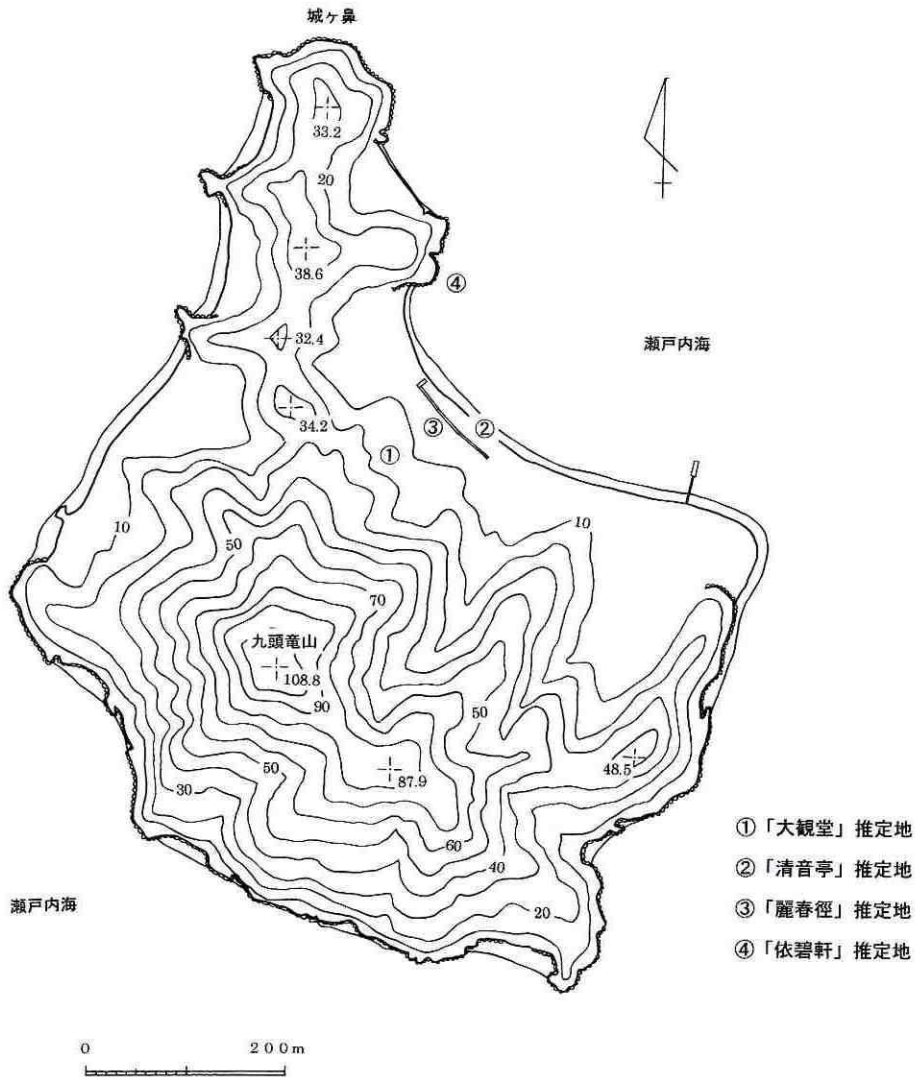 城ヶ鼻
33.2
20
38.6
④
32.4
瀬戸内海
34.2
③
②
①
10
10
50
70
九頭竜山
108.8
90
50
50
48.5
87.9
30
60
40
20
瀬戸内海
①「大観堂」推定地
②「清音亭」推定地
③「麗春徑」推定地
④「依碧軒」推定地
0
200m